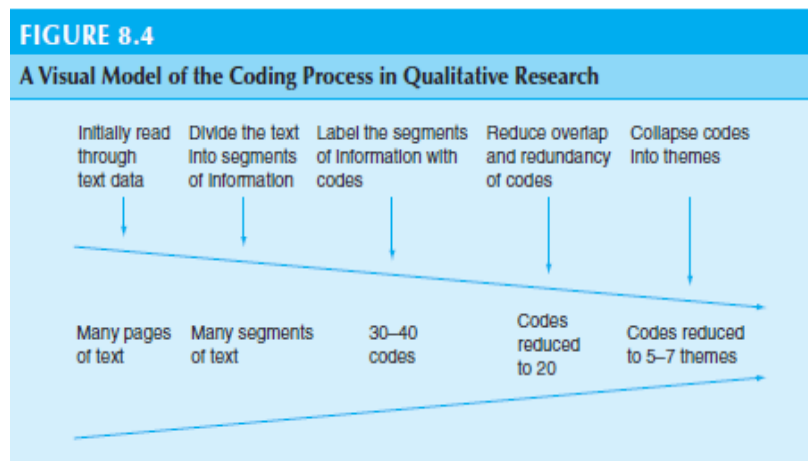 FIGURE 8.4
A Visual Model of the Coding Process in Qualitative Research
Initially read
through
text data
Divide the text
into segments
of information
Label the segments
of information with
codes
Reduce overlap
and redundancy
of codes
Collapse codes
into themes
Many pages
of text
Many segments
of text
30–40
codes
Codes
reduced
to 20
Codes reduced
to 5–7 themes